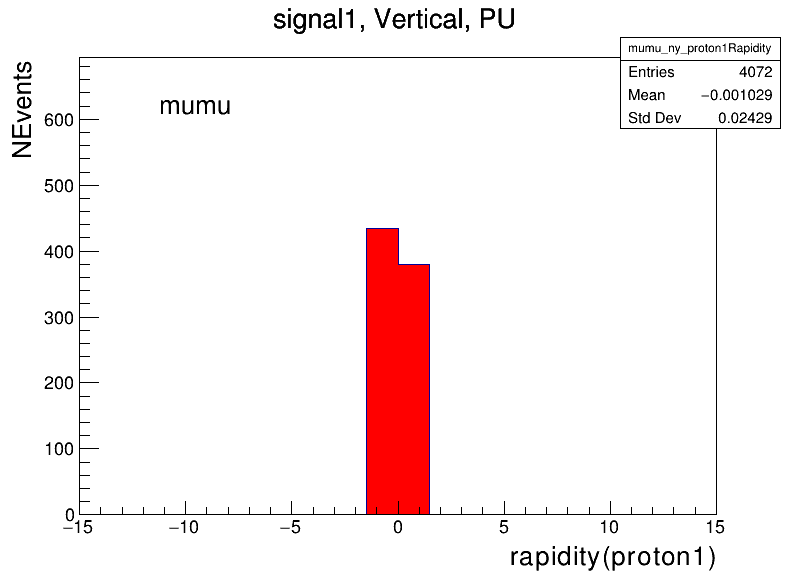 signal1, Vertical, PU
mumu_ny_proton1Rapidity
Entries 4072
Mean −0.001029
Std Dev 0.02429
NEvents
mumu
600
500
400
300
200
100
0
−15 −10 −5 0 5 10 15
rapidity(proton1)